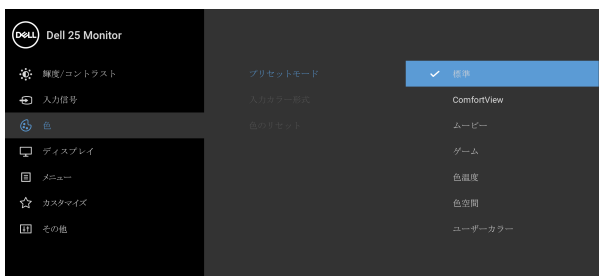 DELL Dell 25 Monitor
輝度/コントラスト
入力信号
色
ディスプレイ
メニュー
カスタマイズ
その他
プリセットモード
入力カラー形式
色のリセット
標準
ComfortView
ムービー
ゲーム
色温度
色空間
ユーザーカラー